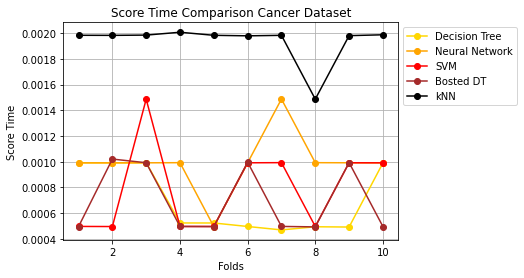 Score Time Comparison Cancer Dataset
0.0020
0.0018
0.0016
0.0014
0.0012
0.0010
0.0008
0.0006
0.0004
Score Time
2
4
6
8
10
Folds
Decision Tree
Neural Network
SVM
Bosted DT
kNN